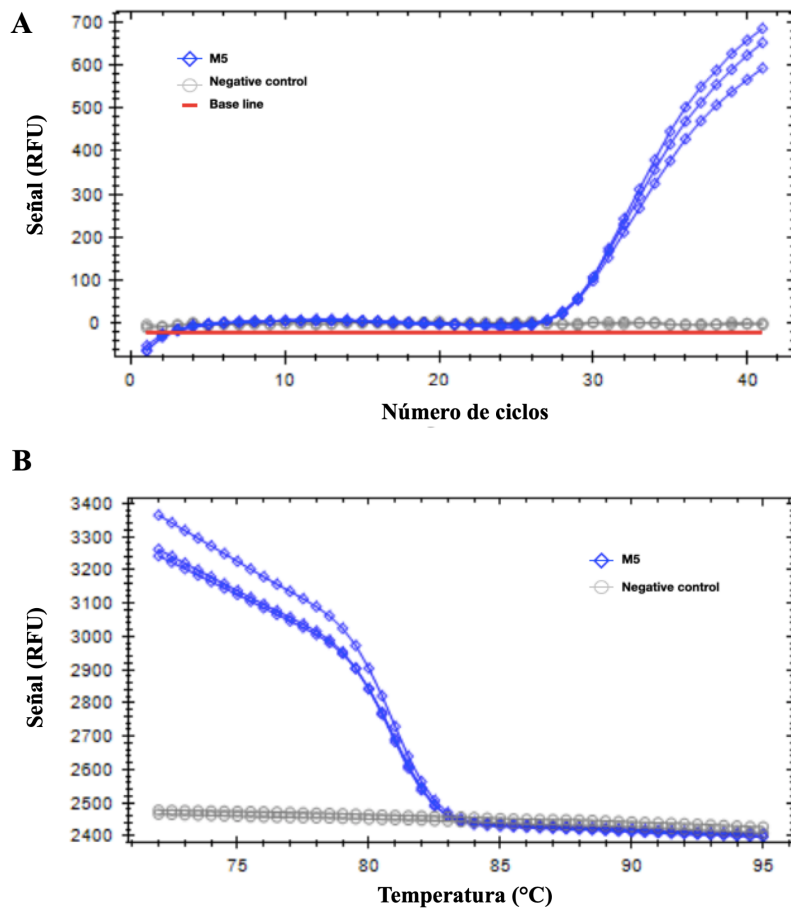 A
700
600
500
400
300
200
100
0
Señal (RFU)
M5
Negative control
Base line
0 10 20 30 40
Número de ciclos
B
3400
3300
3200
3100
3000
2900
2800
2700
2600
2500
2400
Señal (RFU)
M5
Negative control
75 80 85 90 95
Temperatura (°C)